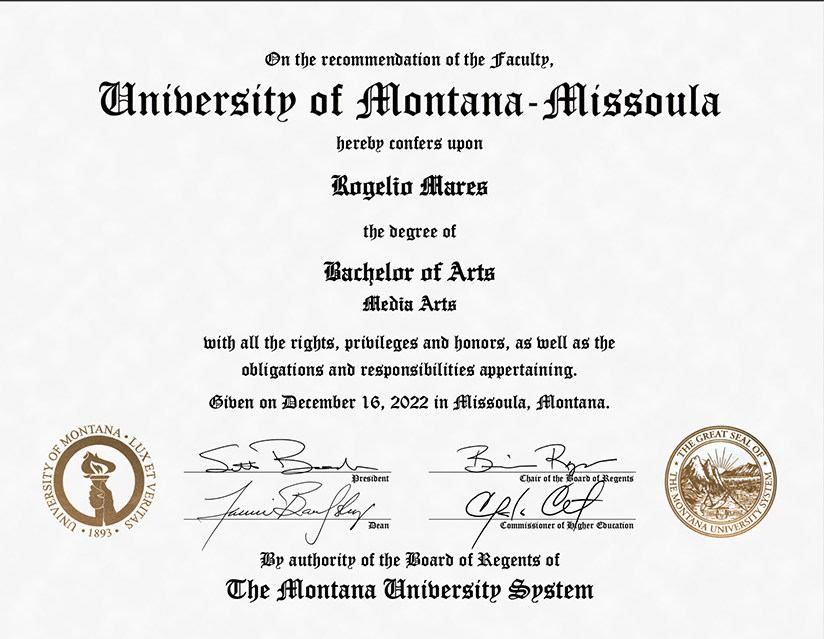 On the recommendation of the Faculty,
University of Montana-Missoula
hereby confers upon
Rogelio Mares
the degree of
Bachelor of Arts
Media Arts
with all the rights, privileges and honors, as well as the
obligations and responsibilities appertaining.
Given on December 16, 2022 in Missoula, Montana.
UNIVERSITY OF MONTANA · LUX ET VERITAS
· 1893 ·
President
Chair of the Board of Regents
Dean
Commissioner of Higher Education
· THE GREAT SEAL OF ·
THE MONTANA UNIVERSITY SYSTEM
By authority of the Board of Regents of
The Montana University System